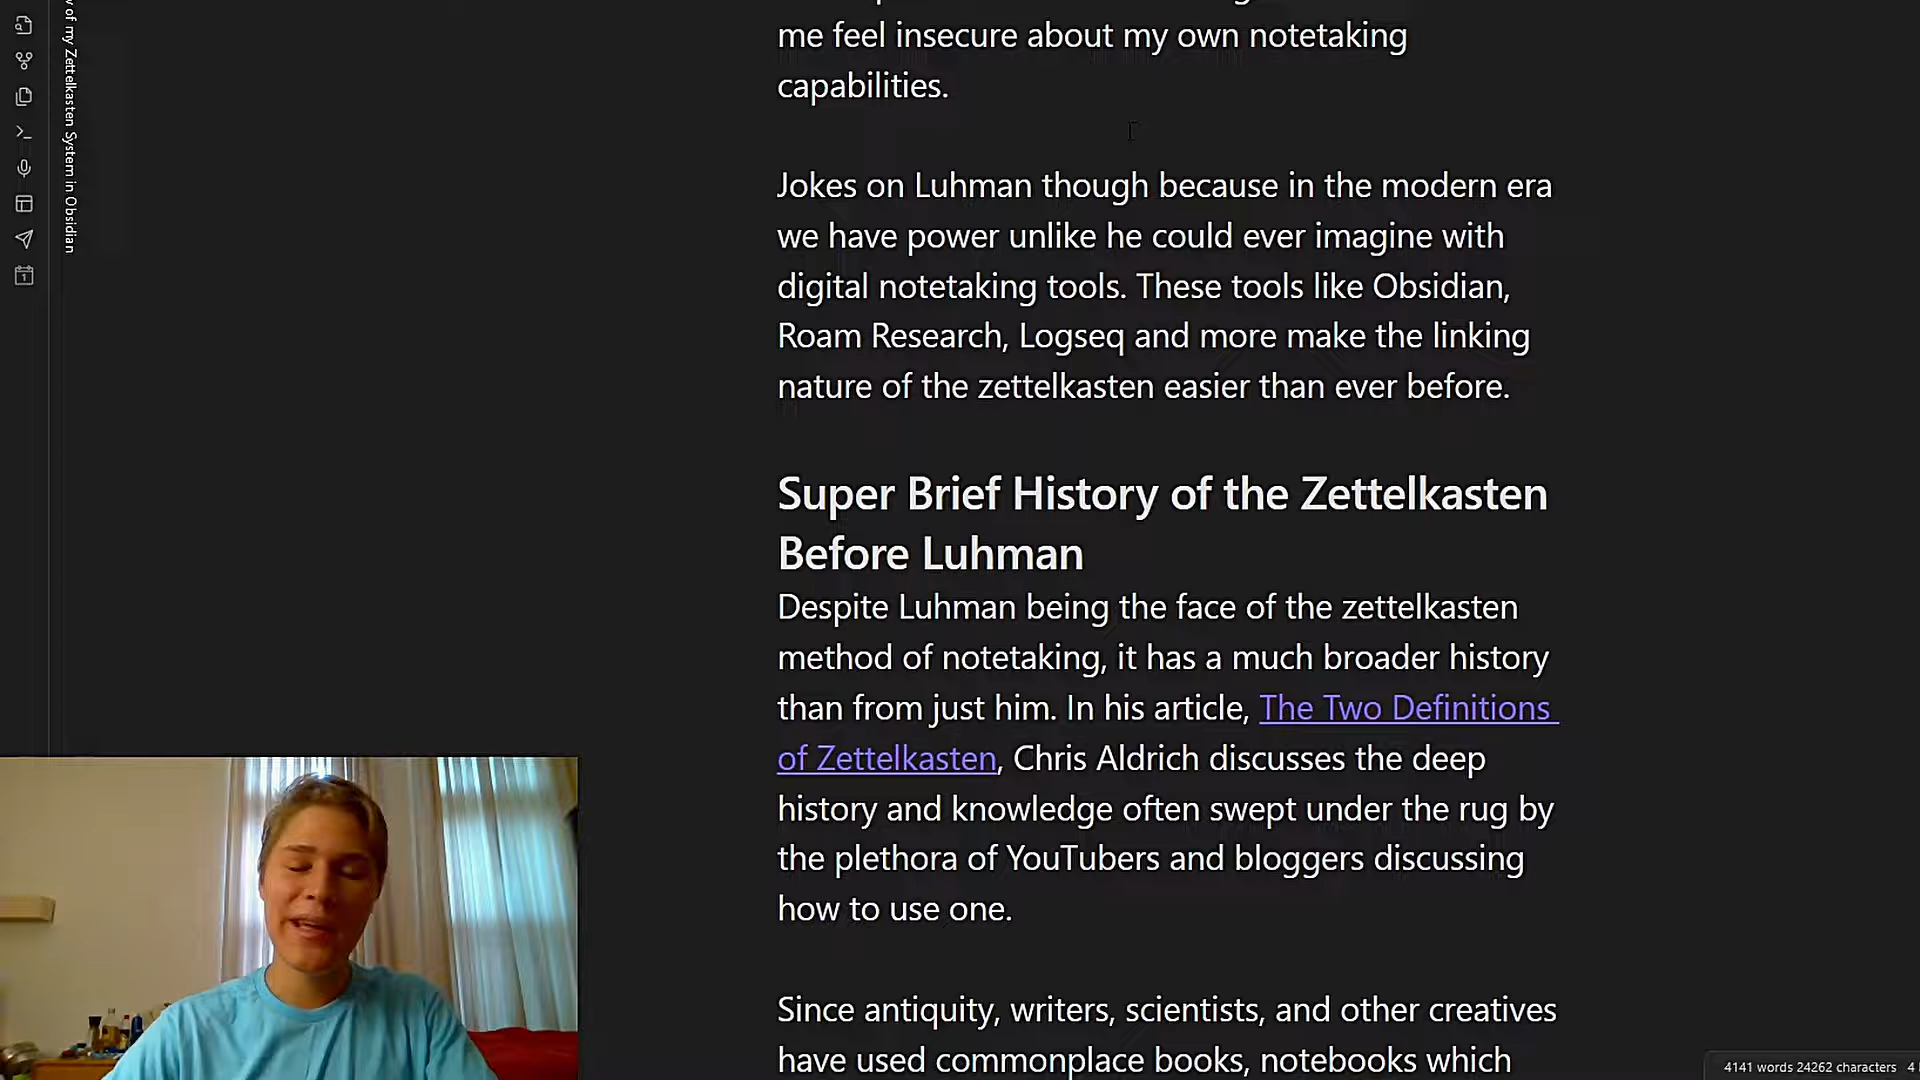 me feel insecure about my own notetaking
capabilities.
Jokes on Luhman though because in the modern era
we have power unlike he could ever imagine with
digital notetaking tools. These tools like Obsidian,
Roam Research, Logseq and more make the linking
nature of the zettelkasten easier than ever before.
Super Brief History of the Zettelkasten
Before Luhman
Despite Luhman being the face of the zettelkasten
method of notetaking, it has a much broader history
than from just him. In his article, The Two Definitions
of Zettelkasten, Chris Aldrich discusses the deep
history and knowledge often swept under the rug by
the plethora of YouTubers and bloggers discussing
how to use one.
Since antiquity, writers, scientists, and other creatives
have used commonplace books, notebooks which
of my Zettelkasten System in Obsidian
1
4141 words 24262 characters 4